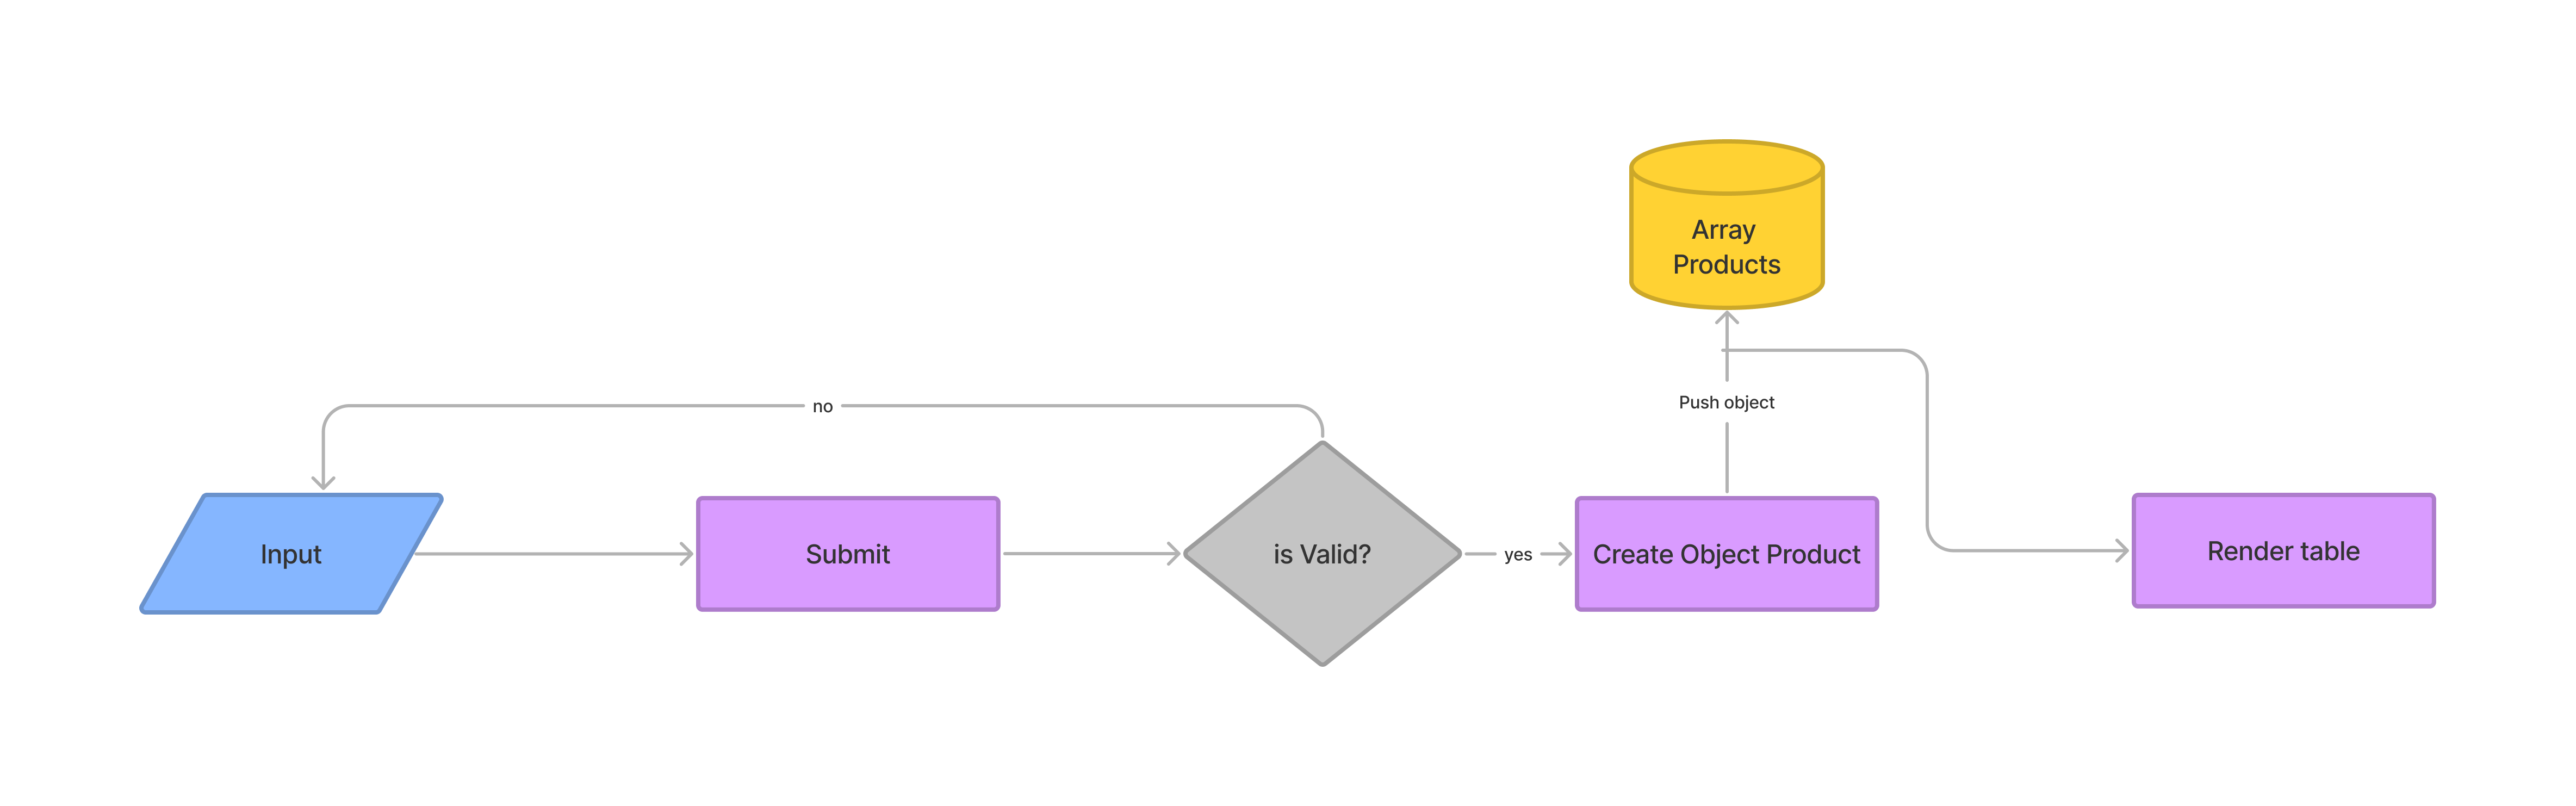 Array
Products
no
Push object
Input
Submit
is Valid?
yes
Create Object Product
Render table